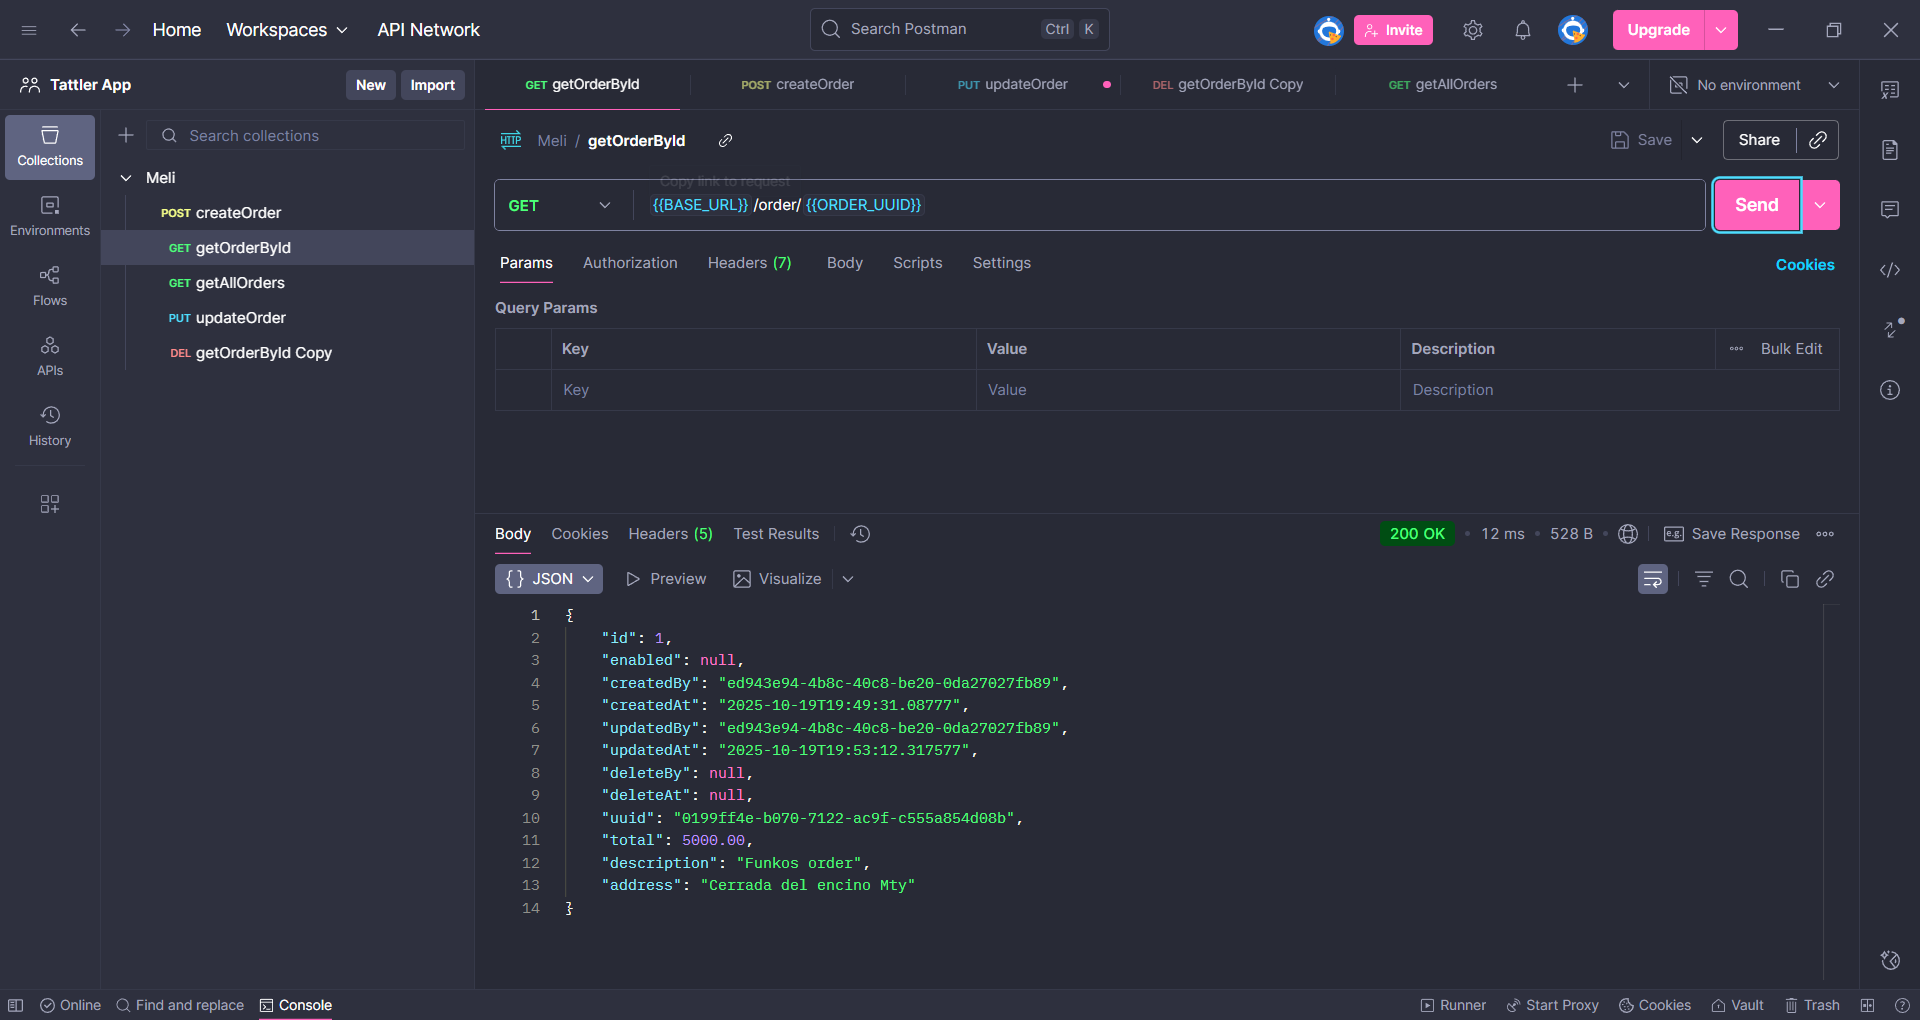 Home Workspaces API Network Search Postman Ctrl K Invite Upgrade
Tattler App New Import
GET getOrderById POST createOrder PUT updateOrder DEL getOrderById Copy GET getAllOrders No environment
Collections
Environments
Flows
APIs
History
Search collections
Meli
POST createOrder
GET getOrderById
GET getAllOrders
PUT updateOrder
DEL getOrderById Copy
HTTP Meli / getOrderById Save Share
Copy link to request
GET {{BASE_URL}} /order/ {{ORDER_UUID}} Send
Params Authorization Headers (7) Body Scripts Settings Cookies
Query Params
Key Value Description Bulk Edit
Key Value Description
Body Cookies Headers (5) Test Results 200 OK • 12 ms • 528 B • e.g. Save Response
{} JSON Preview Visualize
1 {
2 "id": 1,
3 "enabled": null,
4 "createdBy": "ed943e94-4b8c-40c8-be20-0da27027fb89",
5 "createdAt": "2025-10-19T19:49:31.08777",
6 "updatedBy": "ed943e94-4b8c-40c8-be20-0da27027fb89",
7 "updatedAt": "2025-10-19T19:53:12.317577",
8 "deleteBy": null,
9 "deleteAt": null,
10 "uuid": "0199ff4e-b070-7122-ac9f-c555a854d08b",
11 "total": 5000.00,
12 "description": "Funkos order",
13 "address": "Cerrada del encino Mty"
14 }
Online Find and replace Console Runner Start Proxy Cookies Vault Trash